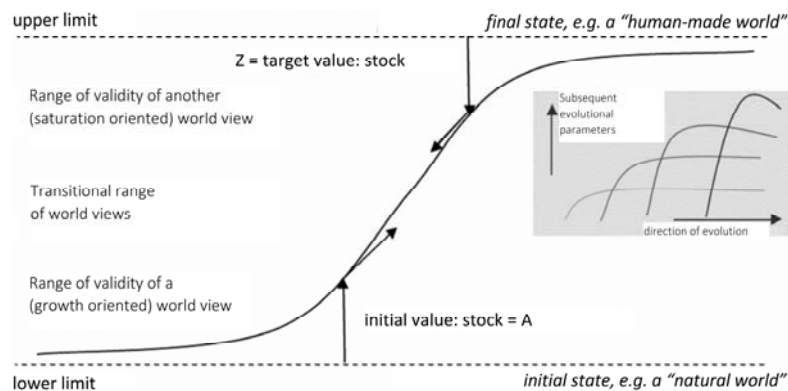 upper limit
final state, e.g. a “human-made world”
Z = target value: stock
Range of validity of another
(saturation oriented) world view
Subsequent
evolutional
parameters
Transitional range
of world views
direction of evolution
Range of validity of a
(growth oriented) world view
initial value: stock = A
lower limit
initial state, e.g. a “natural world”